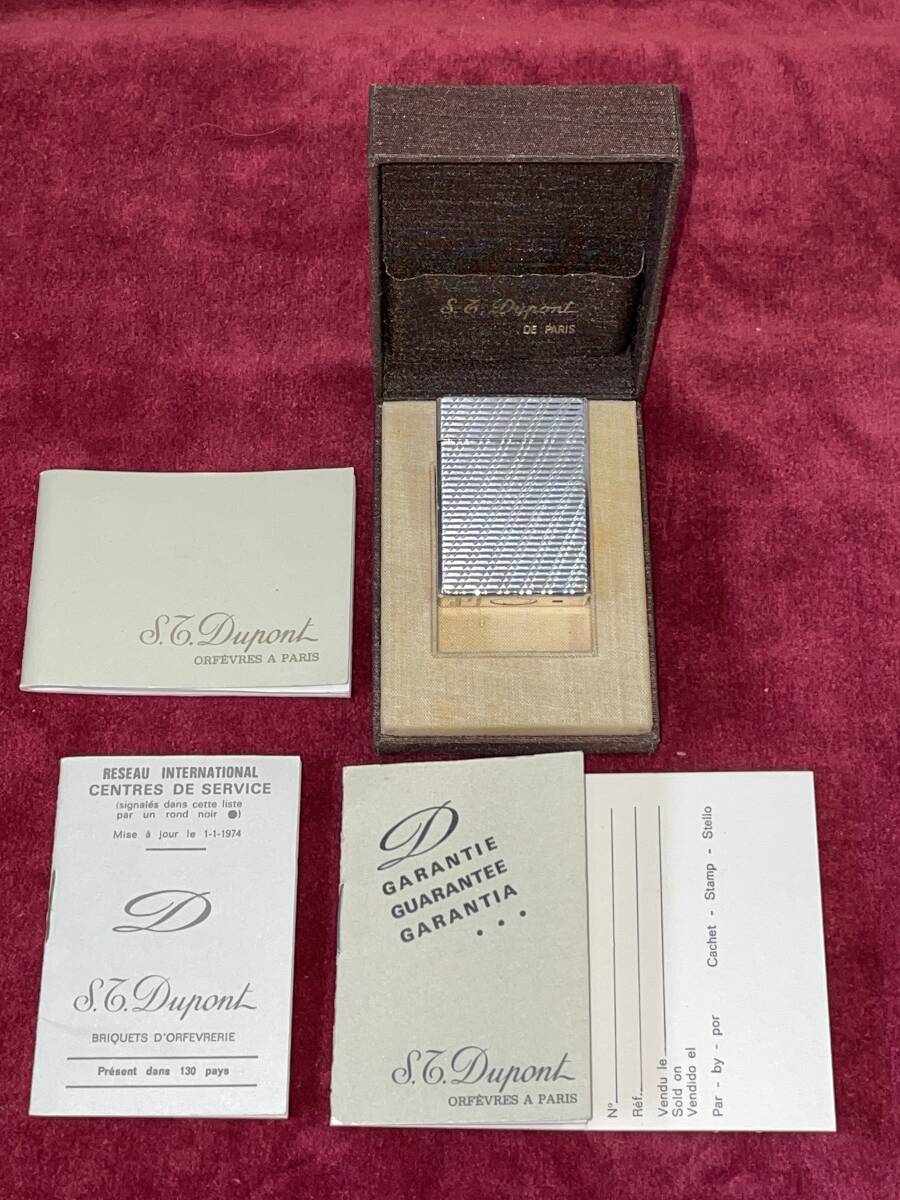 S.T. Dupont
DE PARIS
S.T. Dupont
ORFÈVRES A PARIS
RESEAU INTERNATIONAL
CENTRES DE SERVICE
(signalés dans cette liste
par un rond noir ●)
Mise à jour le 1-1-1974
D
S.T. Dupont
BRIQUETS D'ORFEVRERIE
Présent dans 130 pays
D
GARANTIE
GUARANTEE
GARANTIA
...
S.T. Dupont
ORFÈVRES A PARIS
N°
Réf.
Vendu le
Sold on
Vendido el
Par - by - por Cachet - Stamp - Stello